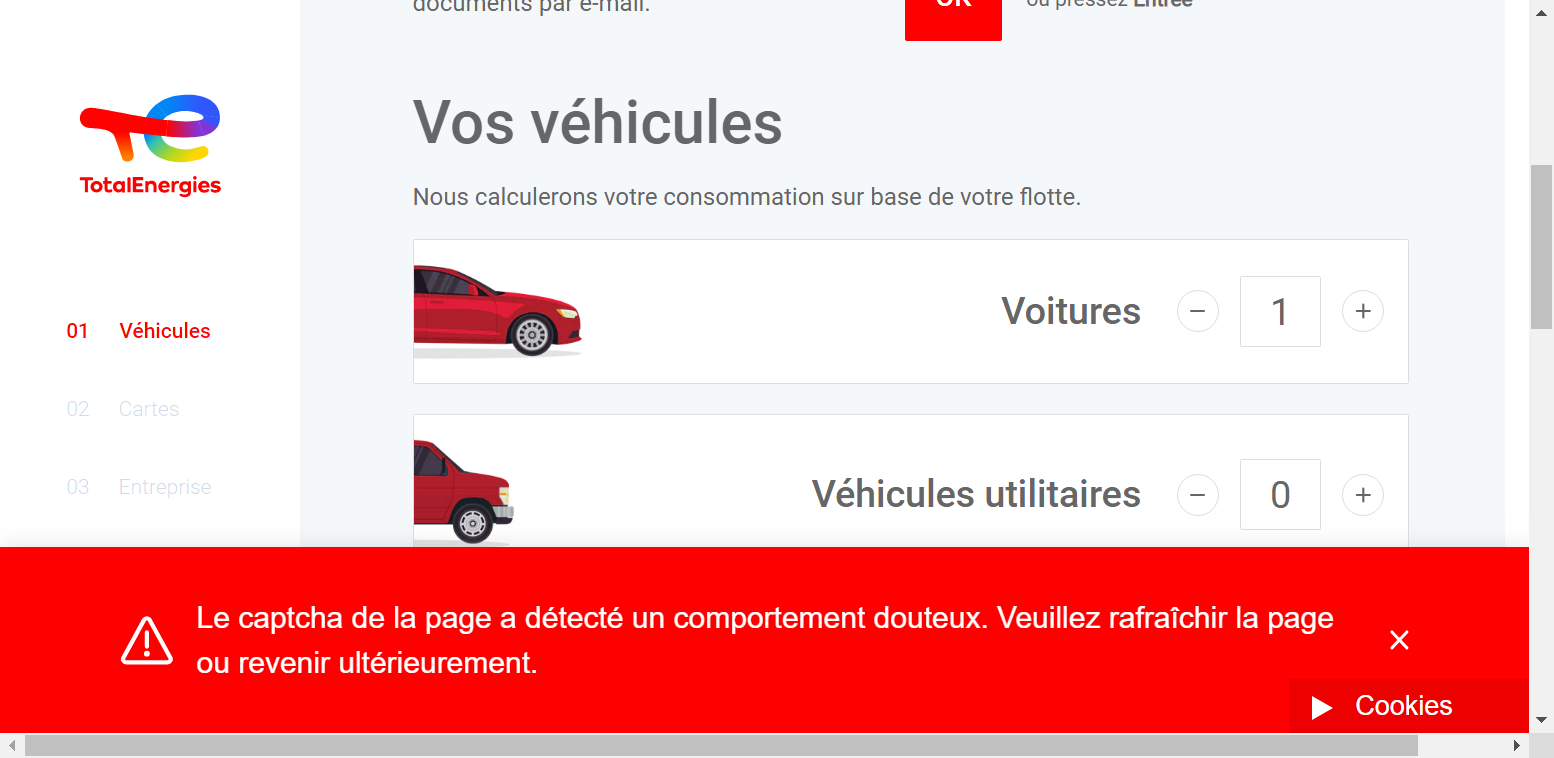 documents par e-mail.
OK
ou pressez Entrée
TotalEnergies
Vos véhicules
Nous calculerons votre consommation sur base de votre flotte.
01 Véhicules
02 Cartes
03 Entreprise
Voitures
1
Véhicules utilitaires
0
Le captcha de la page a détecté un comportement douteux. Veuillez rafraîchir la page
ou revenir ultérieurement.
Cookies